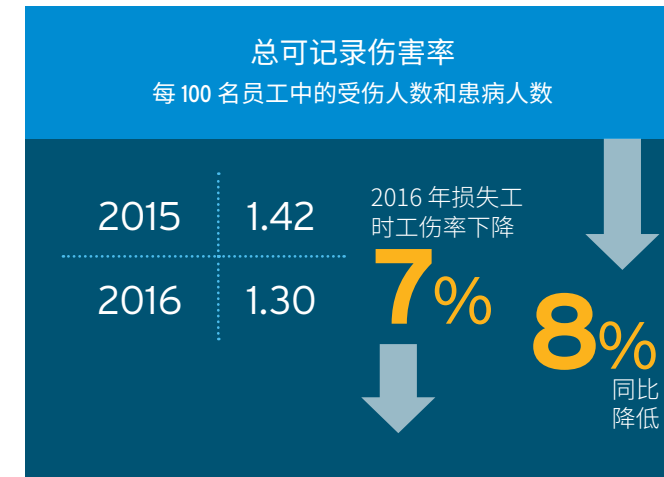 总可记录伤害率
每 100 名员工中的受伤人数和患病人数
2015 1.42
2016 1.30
2016 年损失工
时工伤率下降
7%
8%
同比
降低